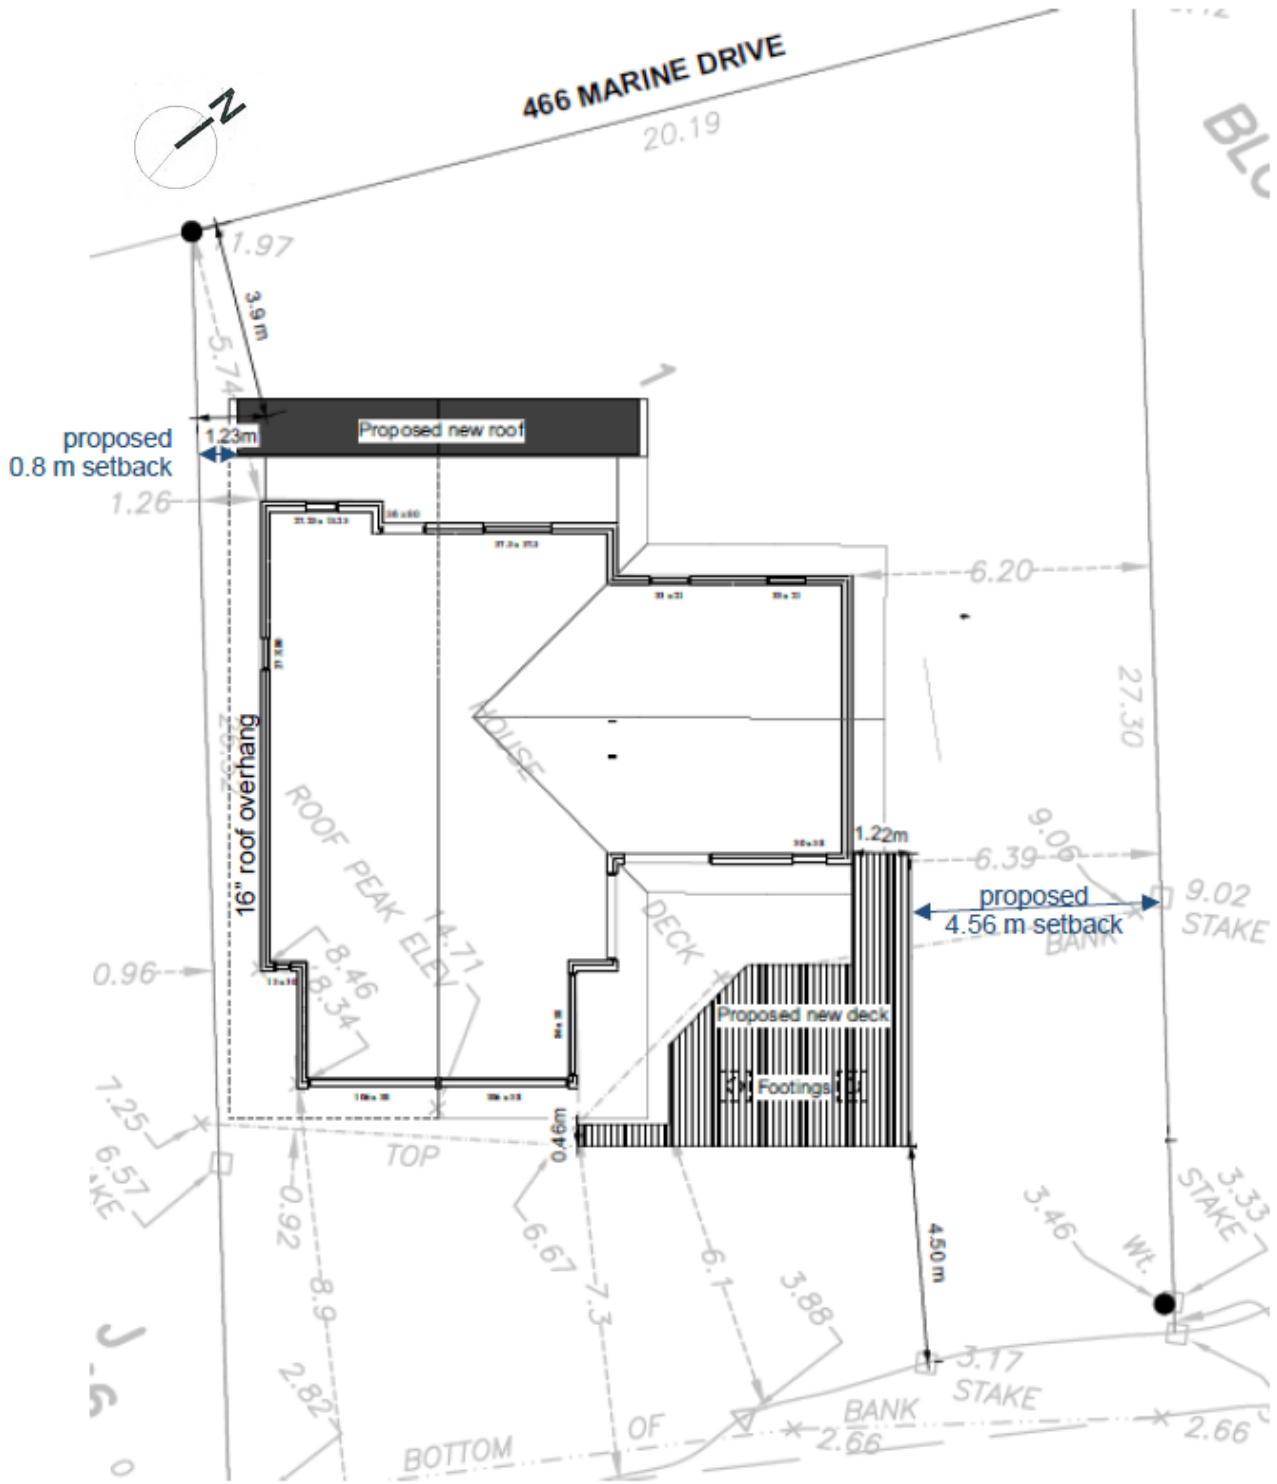 466 MARINE DRIVE
20.19
N
BLO
1.97
3.9 m
5.74
1
Proposed new roof
1.23m
proposed
0.8 m setback
1.26
6.20
27.30
HOUSE
16" roof overhang
ROOF PEAK ELEV
14.71
1.22m
9.06
6.39
proposed
4.56 m setback
9.02
STAKE
BANK
DECK
8.46
8.34
0.96
Proposed new deck
Footings
7.25
6.57
0.46m
TOP
0.92
6.67
8.9
7.3
6.1
4.50 m
3.88
3.46
Wt.
3.33
STAKE
3.17
STAKE
J
2.82
BOTTOM OF BANK
2.66
2.66